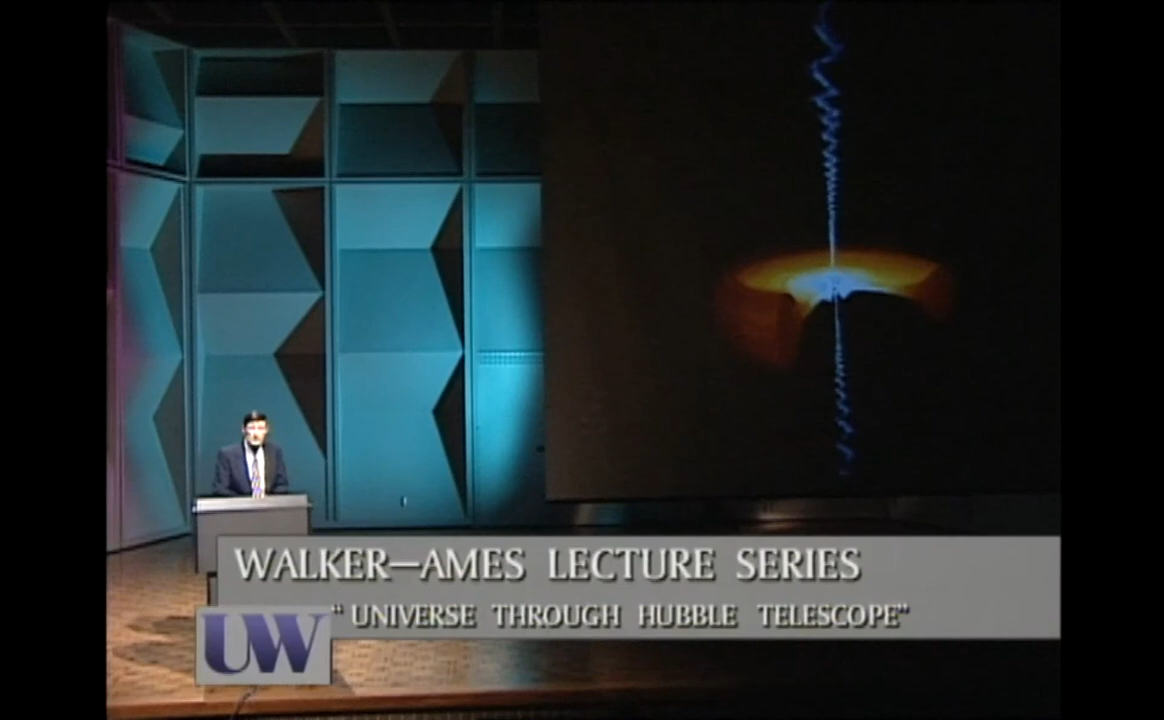 WALKER–AMES LECTURE SERIES
" UNIVERSE THROUGH HUBBLE TELESCOPE"
UW